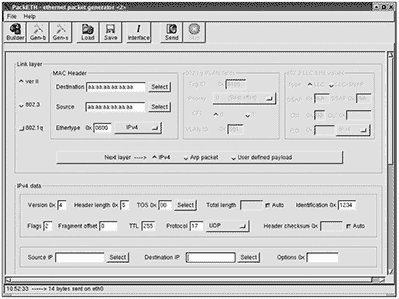 PackETH - ethernet packet generator <2>
File Help
Builder Gen-b Gen-s Load Save Interface Send Stop
Link layer
ver II
802.3
802.1q
MAC Header
Destination aa:aa:aa:aa:aa:aa Select
Source aa:aa:aa:aa:aa:aa Select
Ethertype 0x 0800 IPv4
Next layer ----> IPv4 Arp packet User defined payload
IPv4 data
Version 0x 4 Header length 0x 5 TOS 0x 00 Select Total length Auto Identification 0x 1234
Flags 2 Fragment offset 0 TTL 255 Protocol 17 UDP Header checksum 0x Auto
Source IP Select Destination IP Select Options 0x
10:52:33 -----> 14 bytes sent on eth0